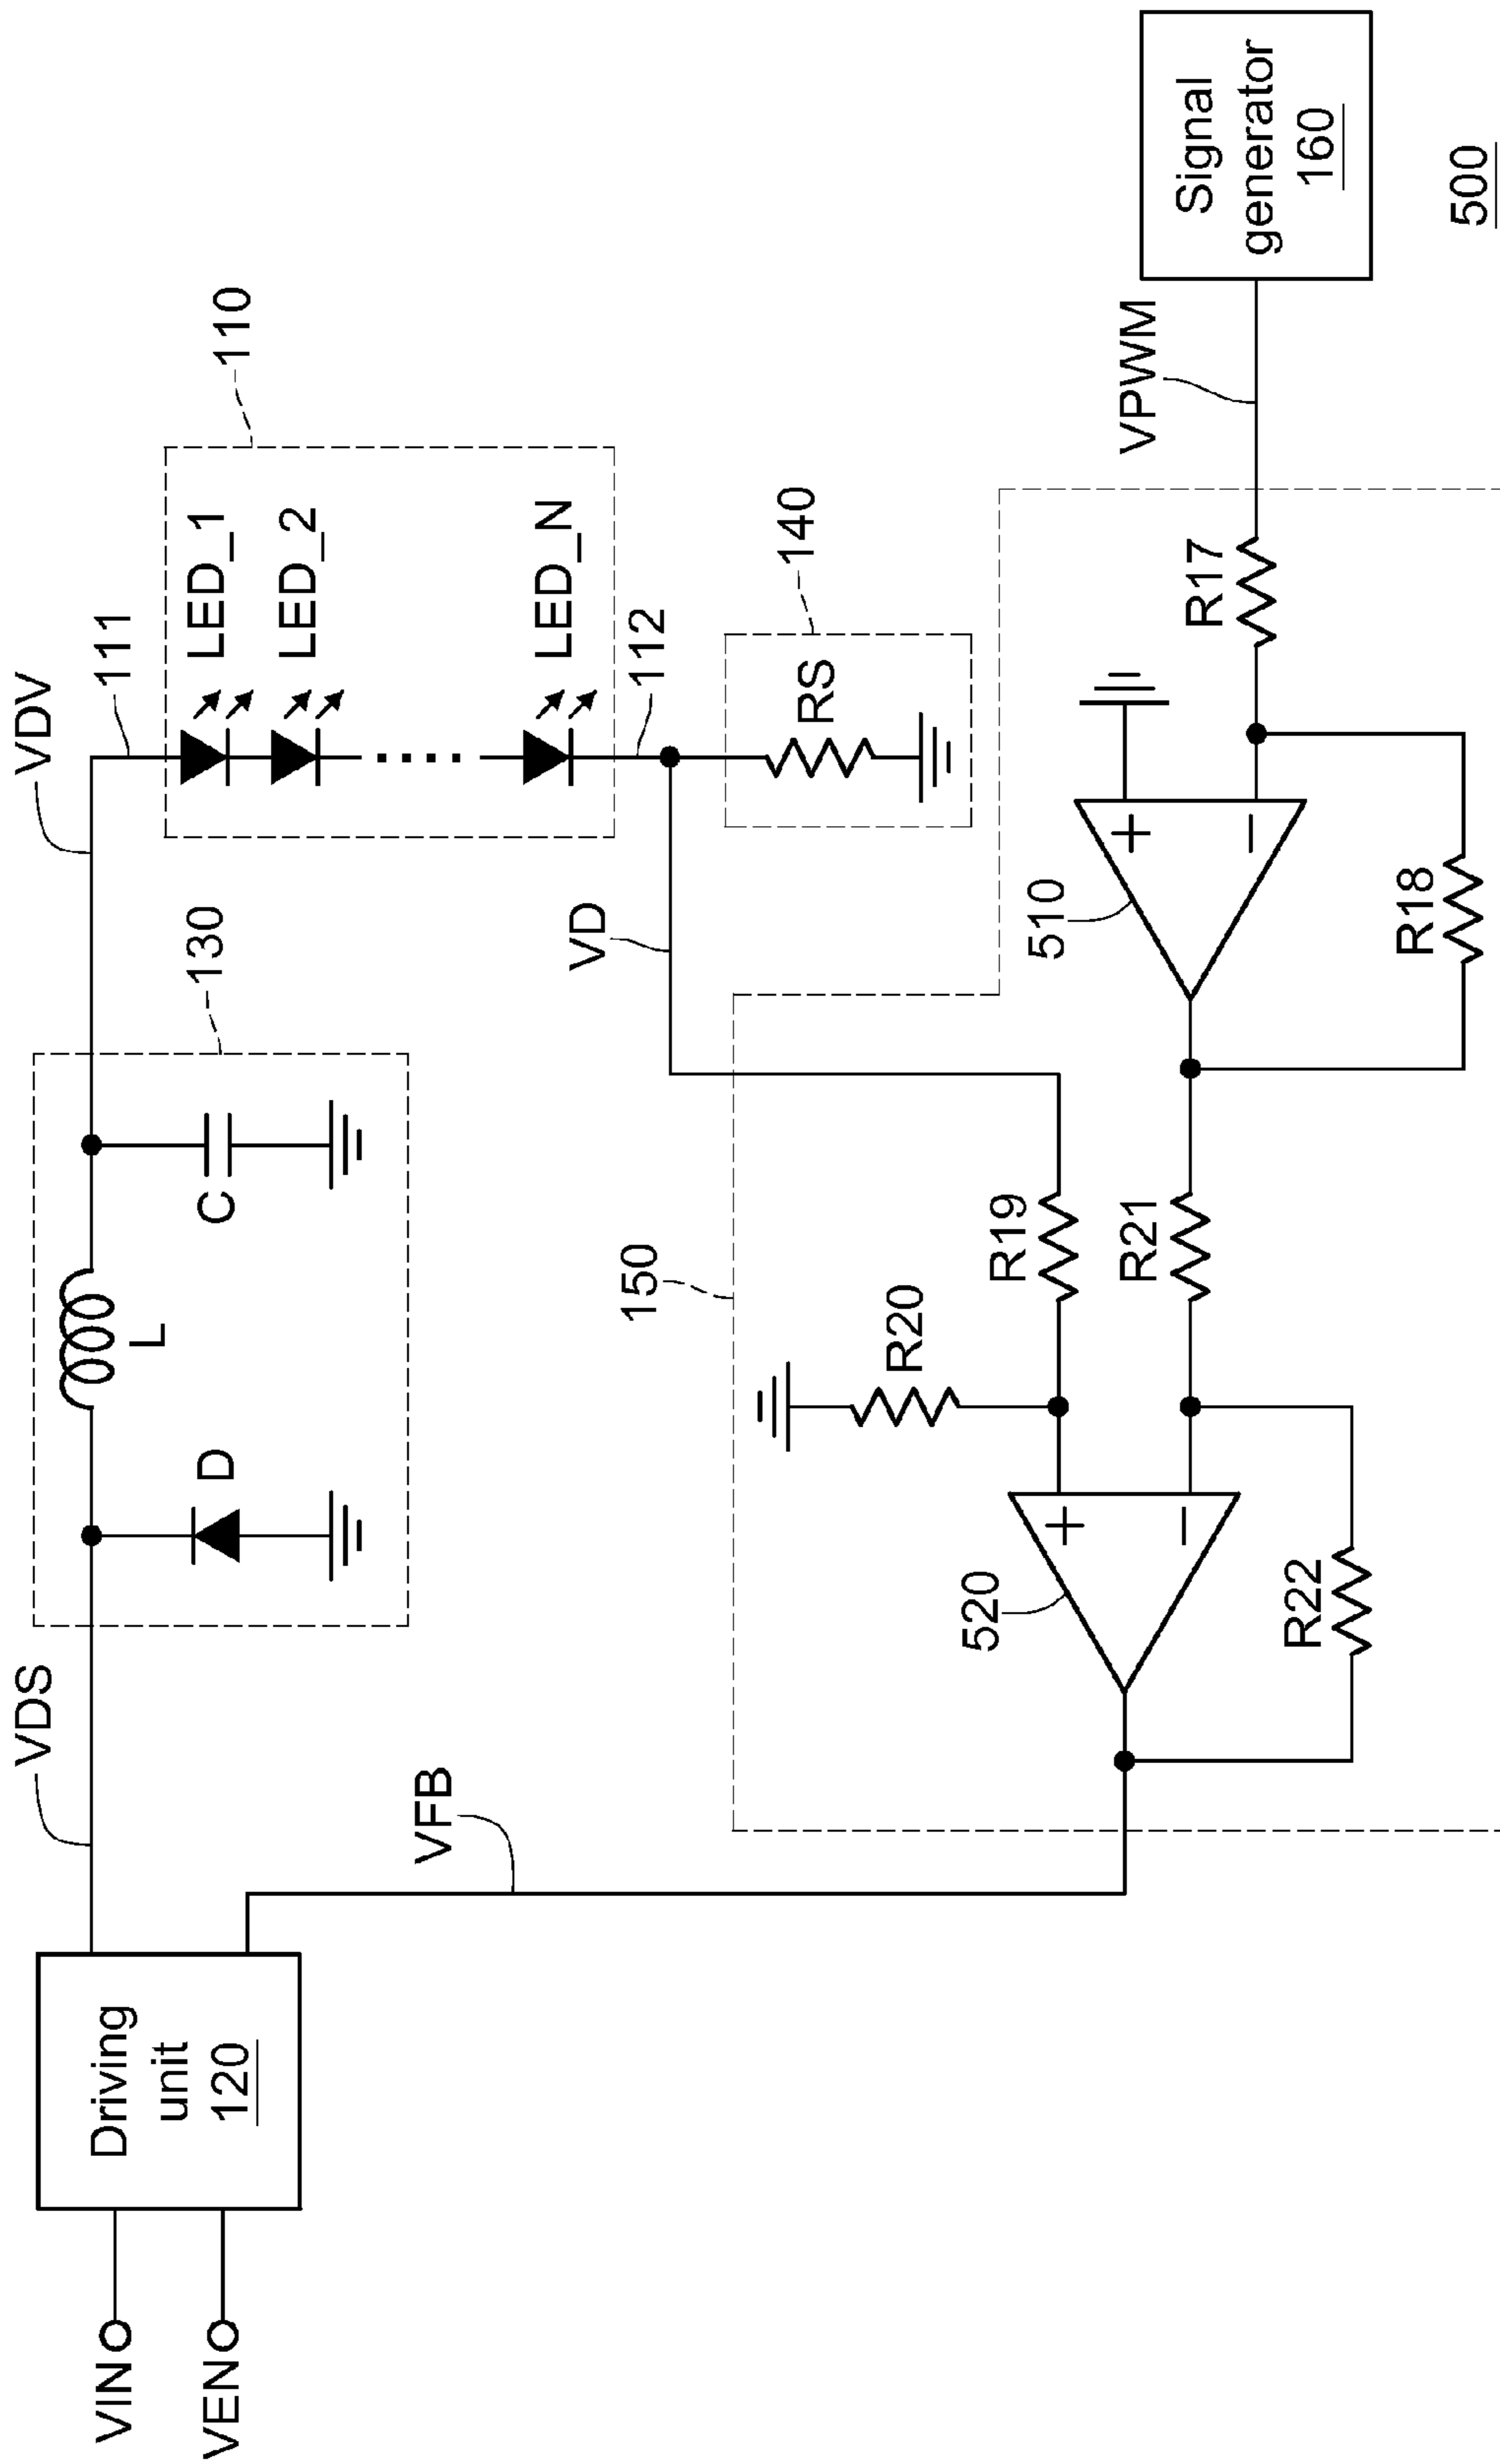 VIN
VEN
Driving
unit
120
VDS
D
L
C
130
VDV
111
LED_1
LED_2
LED_N
110
112
VD
RS
140
VFB
150
520
+
−
R20
R19
R21
R22
510
+
−
R18
R17
VPWM
Signal
generator
160
500